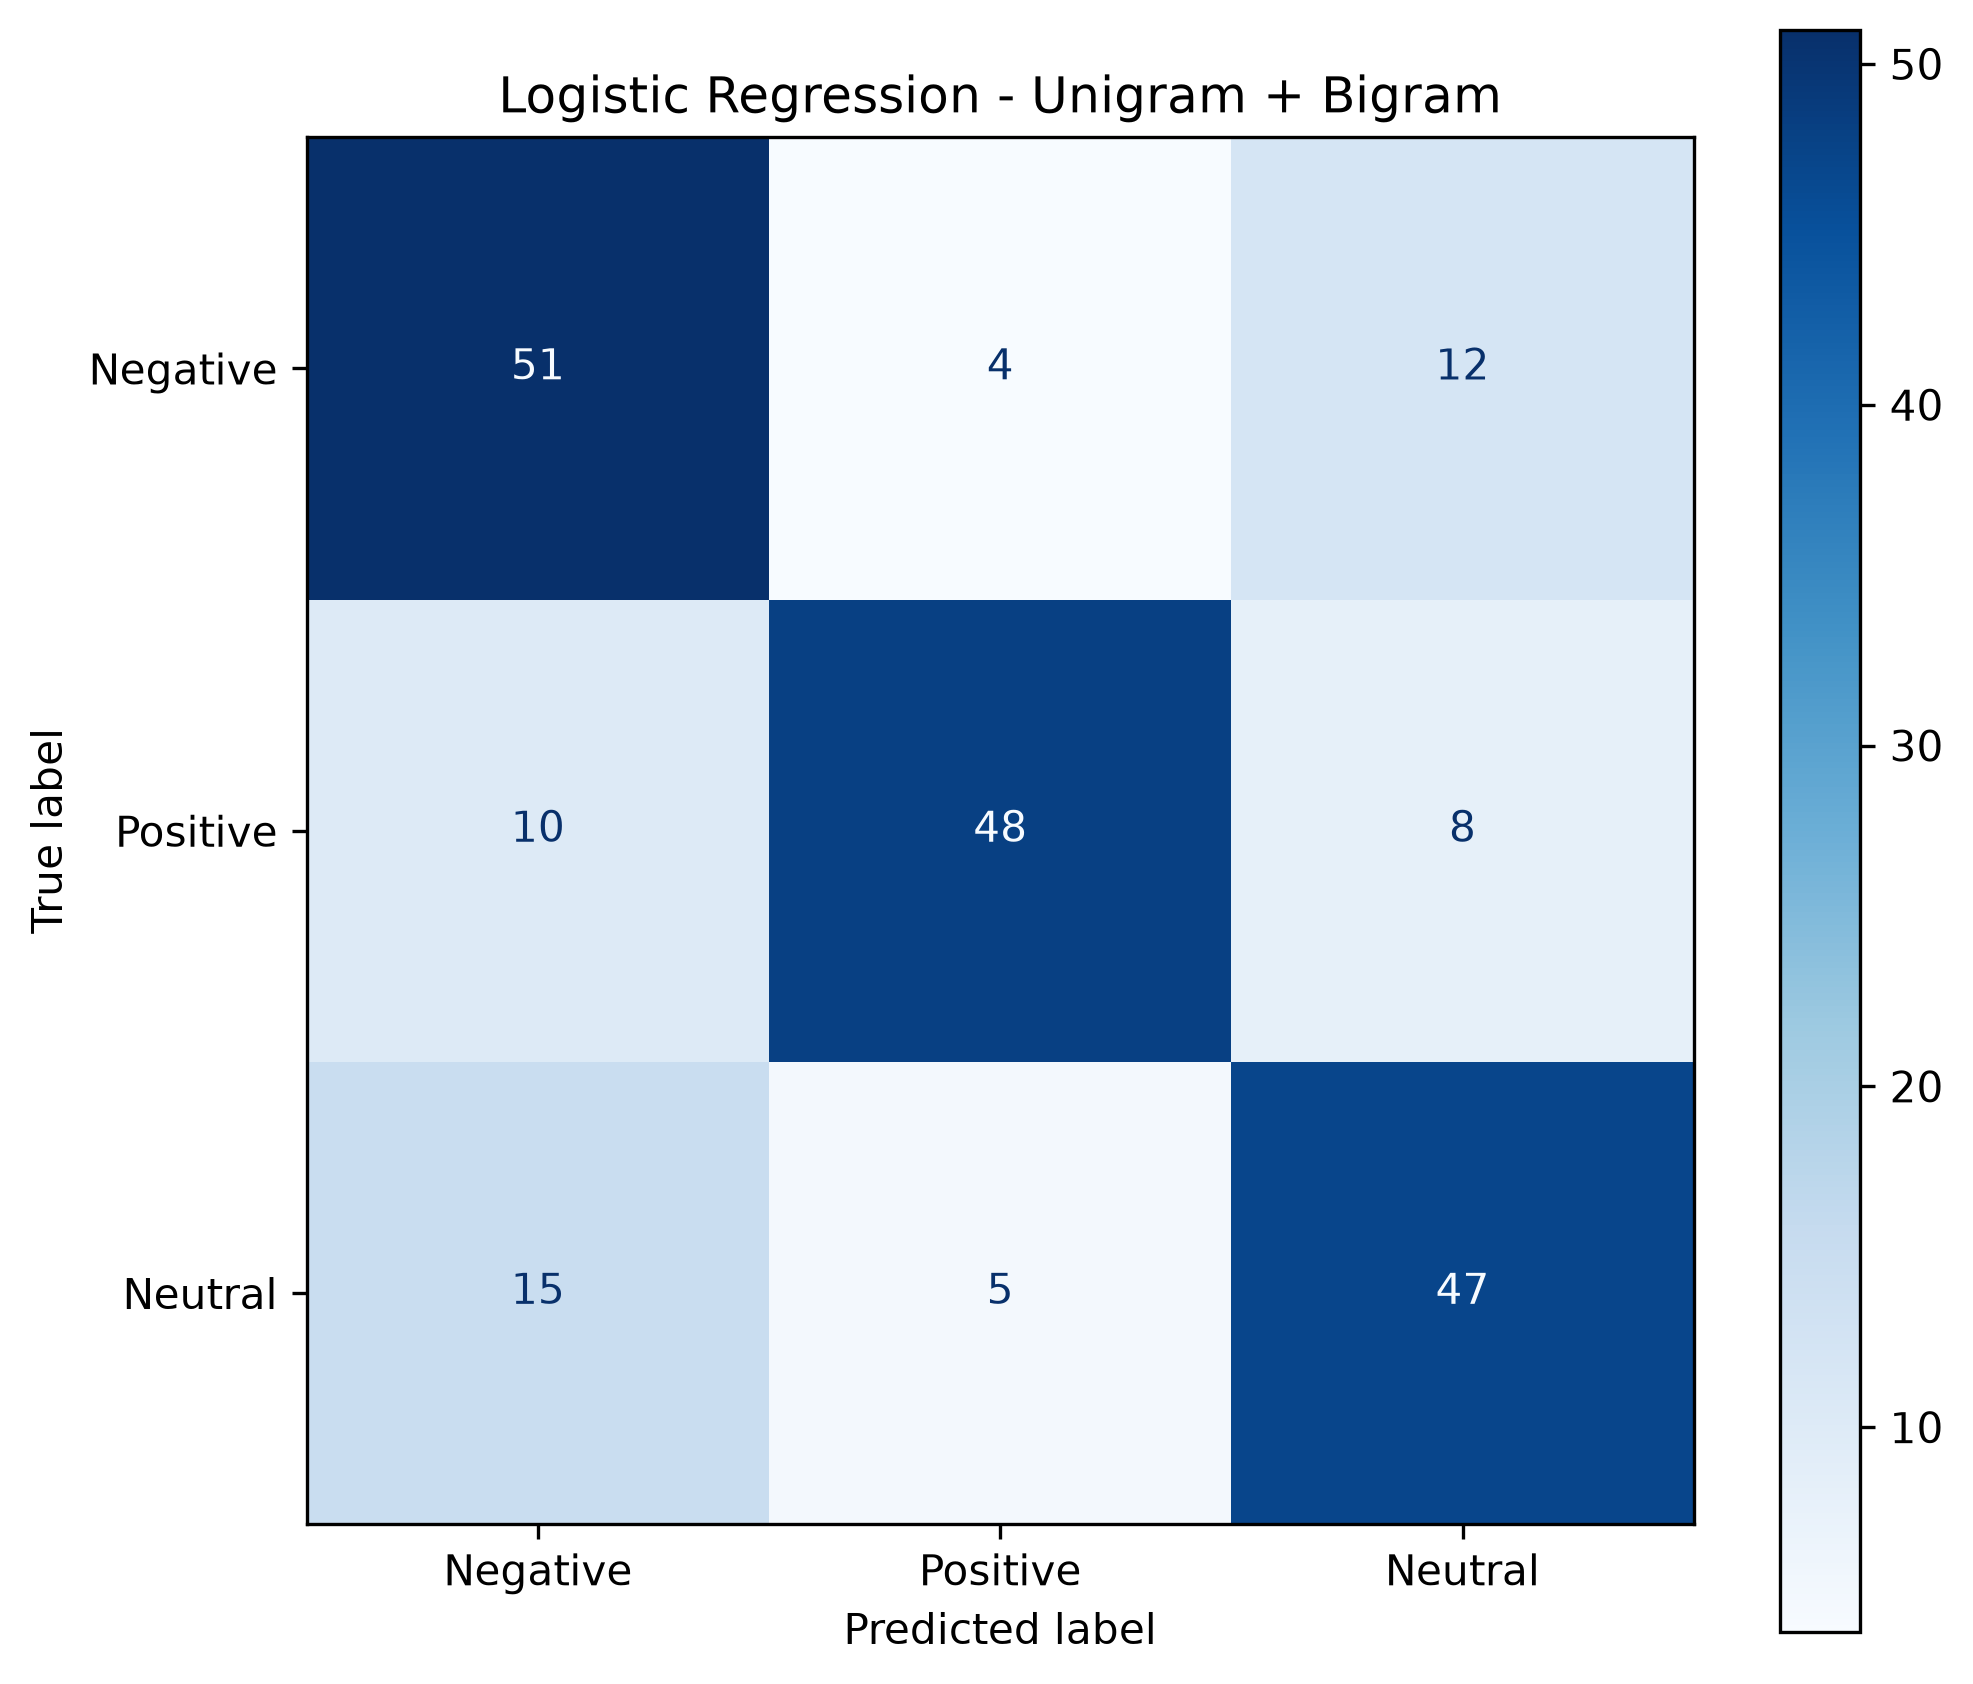 Logistic Regression - Unigram + Bigram
True label
Negative
51 4 12
Positive
10 48 8
Neutral
15 5 47
Negative Positive Neutral
Predicted label
50
40
30
20
10